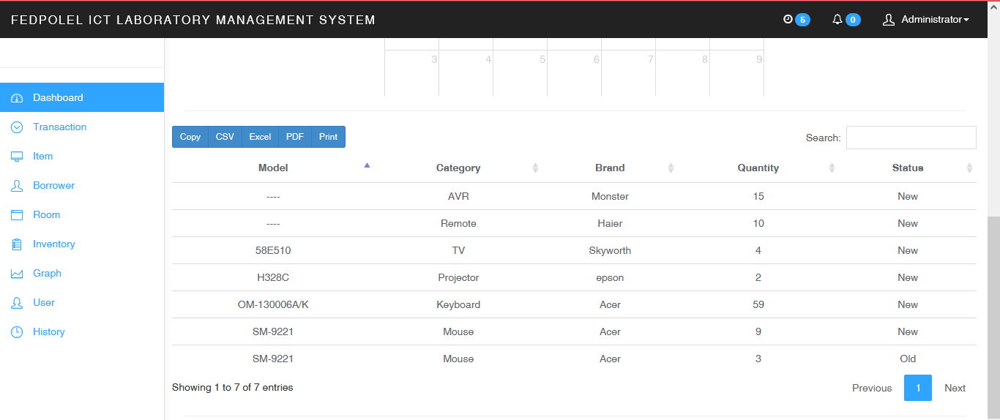 FEDPOLEL ICT LABORATORY MANAGEMENT SYSTEM
6
0
Administrator
3 4 5 6 7 8 9
Dashboard
Transaction
Item
Borrower
Room
Inventory
Graph
User
History
Copy CSV Excel PDF Print
Search:
Model Category Brand Quantity Status
---- AVR Monster 15 New
---- Remote Haier 10 New
58E510 TV Skyworth 4 New
H328C Projector epson 2 New
OM-130006A/K Keyboard Acer 59 New
SM-9221 Mouse Acer 9 New
SM-9221 Mouse Acer 3 Old
Showing 1 to 7 of 7 entries
Previous 1 Next